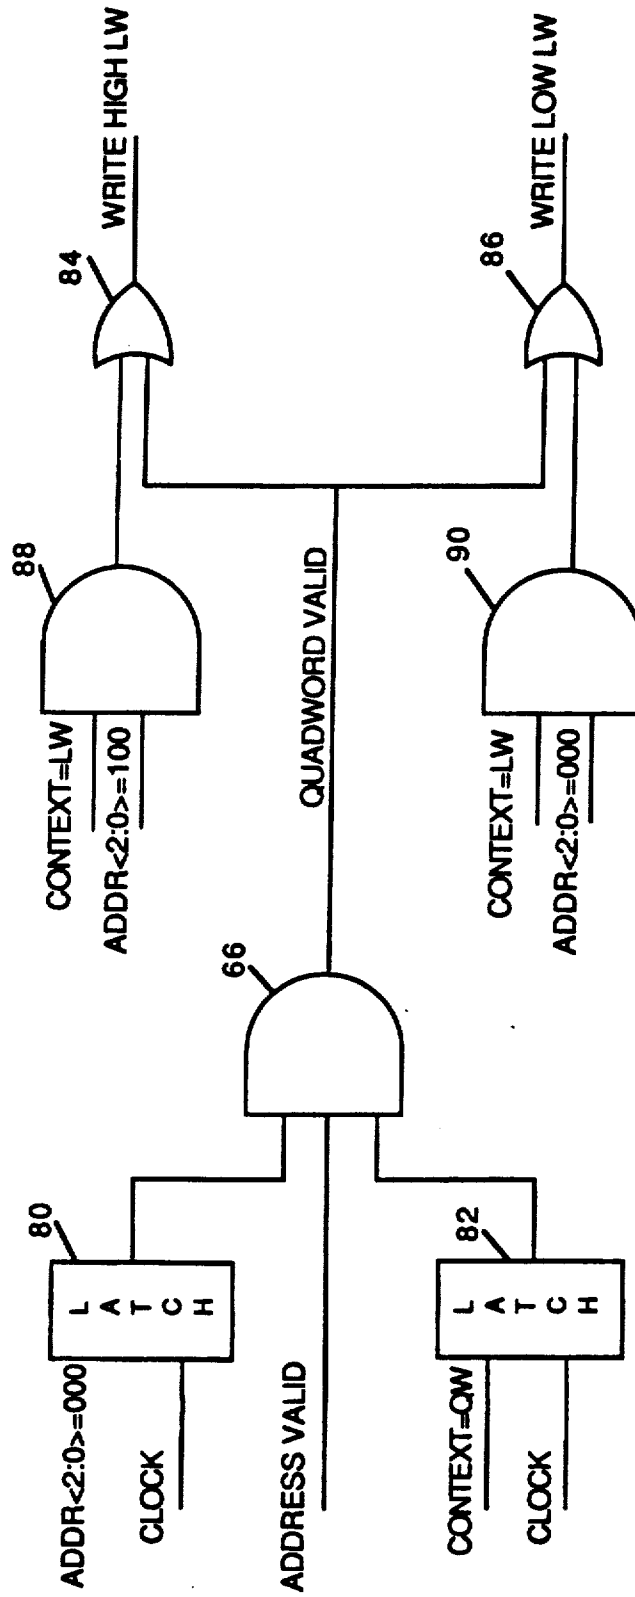 ADDR<2:0>=000
CLOCK
80
LATCH
ADDRESS VALID
CONTEXT=QW
CLOCK
82
LATCH
66
QUADWORD VALID
CONTEXT=LW
ADDR<2:0>=100
88
84
WRITE HIGH LW
CONTEXT=LW
ADDR<2:0>=000
90
86
WRITE LOW LW